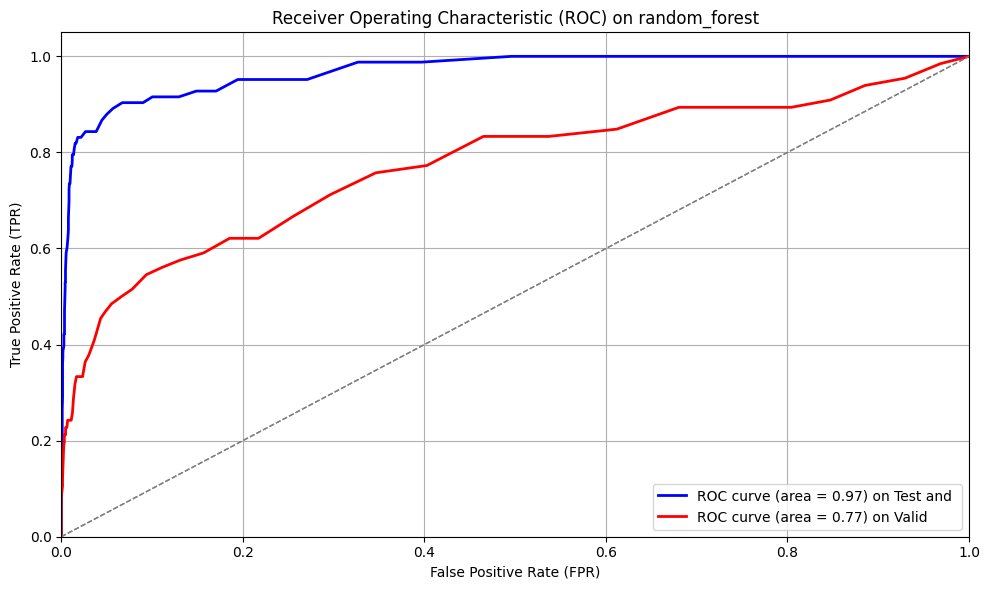 Receiver Operating Characteristic (ROC) on random_forest
True Positive Rate (TPR)
1.0
0.8
0.6
0.4
0.2
0.0
0.0 0.2 0.4 0.6 0.8 1.0
False Positive Rate (FPR)
ROC curve (area = 0.97) on Test and
ROC curve (area = 0.77) on Valid